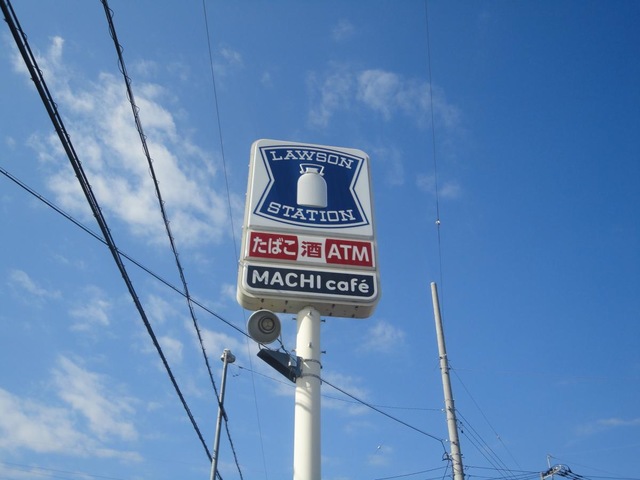 LAWSON
STATION
たばこ 酒 ATM
MACHI café